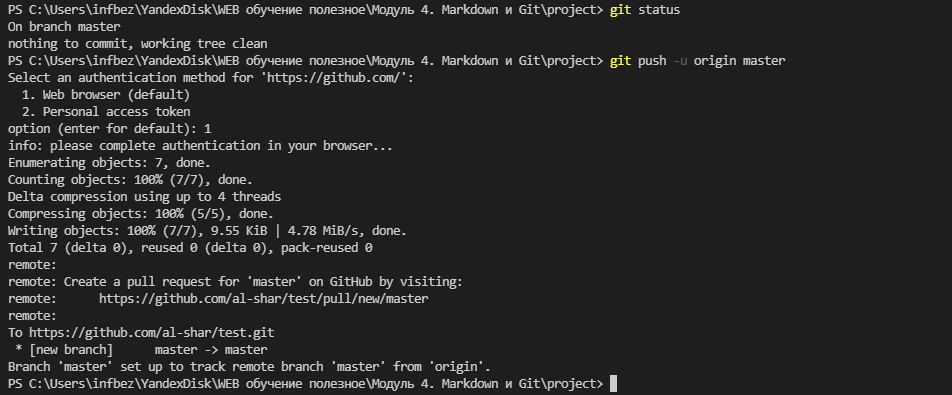 PS C:\Users\infbez\YandexDisk\WEB обучение полезное\Модуль 4. Markdown и Git\project> git status
On branch master
nothing to commit, working tree clean
PS C:\Users\infbez\YandexDisk\WEB обучение полезное\Модуль 4. Markdown и Git\project> git push -u origin master
Select an authentication method for 'https://github.com/':
  1. Web browser (default)
  2. Personal access token
option (enter for default): 1
info: please complete authentication in your browser...
Enumerating objects: 7, done.
Counting objects: 100% (7/7), done.
Delta compression using up to 4 threads
Compressing objects: 100% (5/5), done.
Writing objects: 100% (7/7), 9.55 KiB | 4.78 MiB/s, done.
Total 7 (delta 0), reused 0 (delta 0), pack-reused 0
remote:
remote: Create a pull request for 'master' on GitHub by visiting:
remote:      https://github.com/al-shar/test/pull/new/master
remote:
To https://github.com/al-shar/test.git
 * [new branch]      master -> master
Branch 'master' set up to track remote branch 'master' from 'origin'.
PS C:\Users\infbez\YandexDisk\WEB обучение полезное\Модуль 4. Markdown и Git\project>